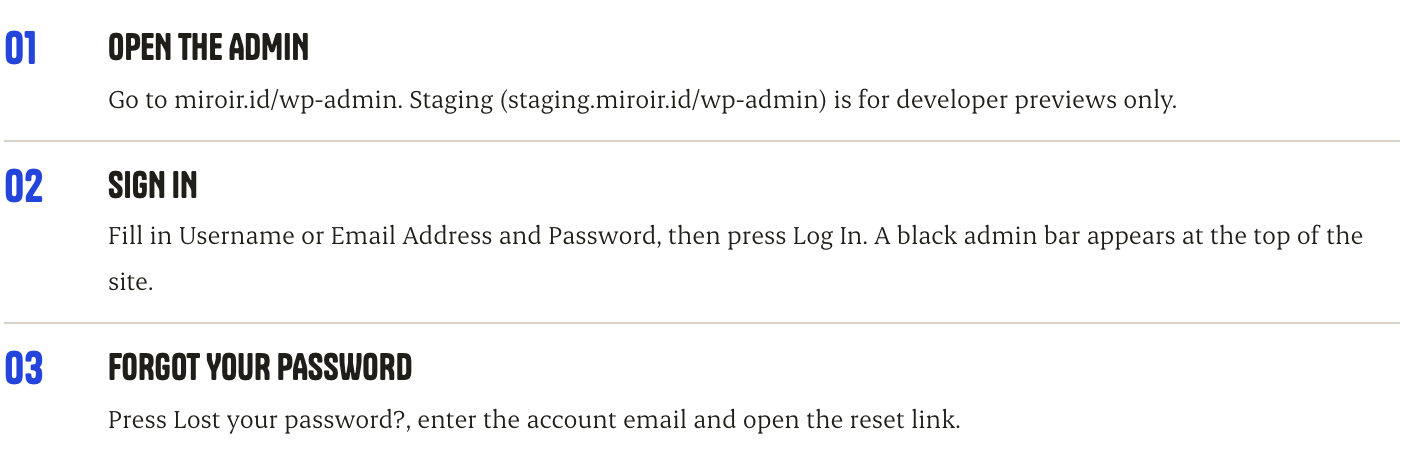 01
OPEN THE ADMIN
Go to miroir.id/wp-admin. Staging (staging.miroir.id/wp-admin) is for developer previews only.
02
SIGN IN
Fill in Username or Email Address and Password, then press Log In. A black admin bar appears at the top of the
site.
03
FORGOT YOUR PASSWORD
Press Lost your password?, enter the account email and open the reset link.